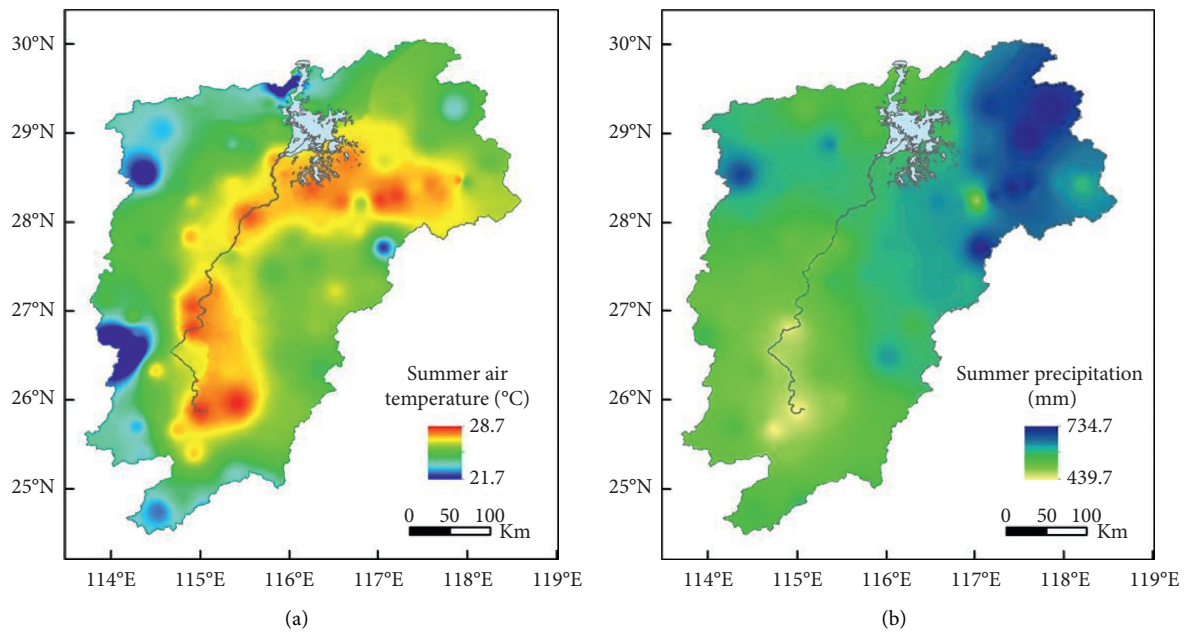 30°N
29°N
28°N
27°N
26°N
25°N
114°E 115°E 116°E 117°E 118°E 119°E
Summer air
temperature (°C)
28.7
21.7
0 50 100
Km
(a)
30°N
29°N
28°N
27°N
26°N
25°N
114°E 115°E 116°E 117°E 118°E 119°E
Summer precipitation
(mm)
734.7
439.7
0 50 100
Km
(b)